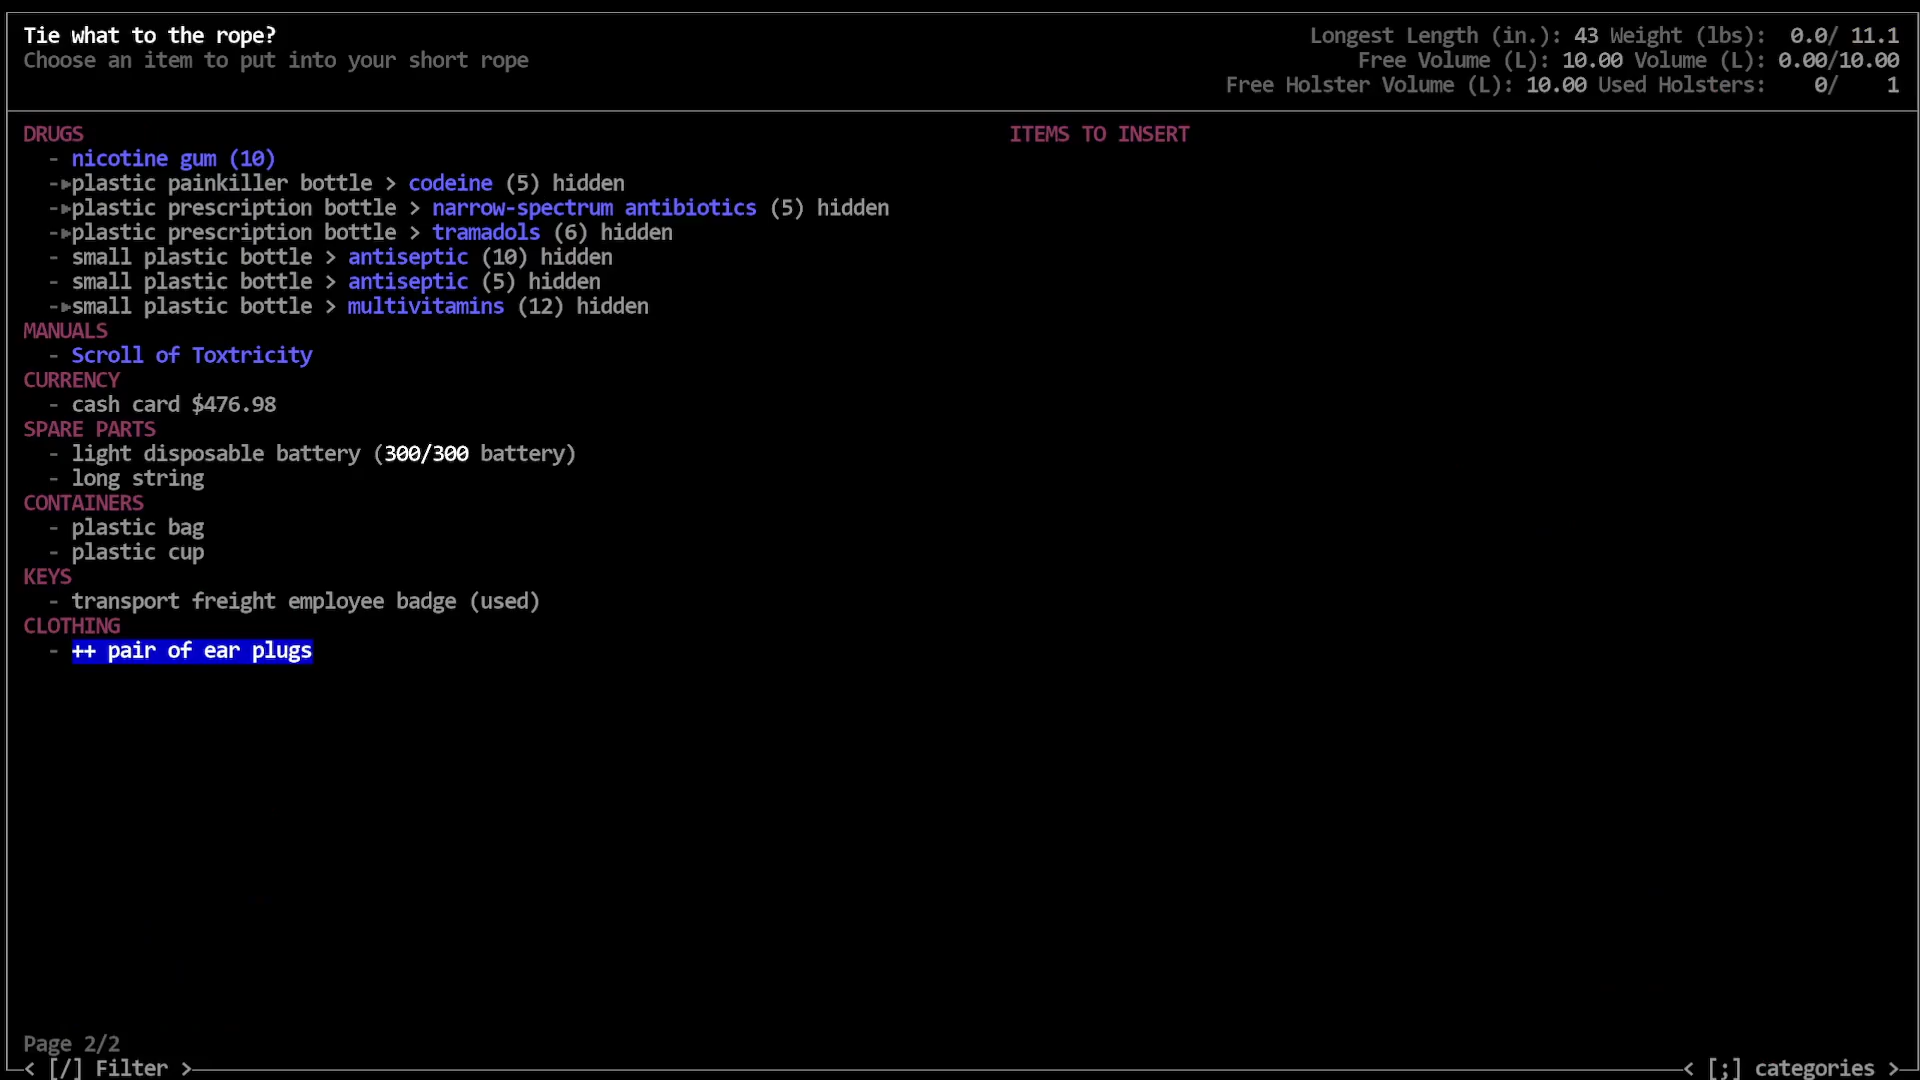 Tie what to the rope?
Choose an item to put into your short rope
Longest Length (in.): 43 Weight (lbs): 0.0/ 11.1
Free Volume (L): 10.00 Volume (L): 0.00/10.00
Free Holster Volume (L): 10.00 Used Holsters: 0/ 1
DRUGS
- nicotine gum (10)
-▸plastic painkiller bottle > codeine (5) hidden
-▸plastic prescription bottle > narrow-spectrum antibiotics (5) hidden
-▸plastic prescription bottle > tramadols (6) hidden
- small plastic bottle > antiseptic (10) hidden
- small plastic bottle > antiseptic (5) hidden
-▸small plastic bottle > multivitamins (12) hidden
MANUALS
- Scroll of Toxtricity
CURRENCY
- cash card $476.98
SPARE PARTS
- light disposable battery (300/300 battery)
- long string
CONTAINERS
- plastic bag
- plastic cup
KEYS
- transport freight employee badge (used)
CLOTHING
- ++ pair of ear plugs
ITEMS TO INSERT
Page 2/2
< [/] Filter >
< [;] categories >